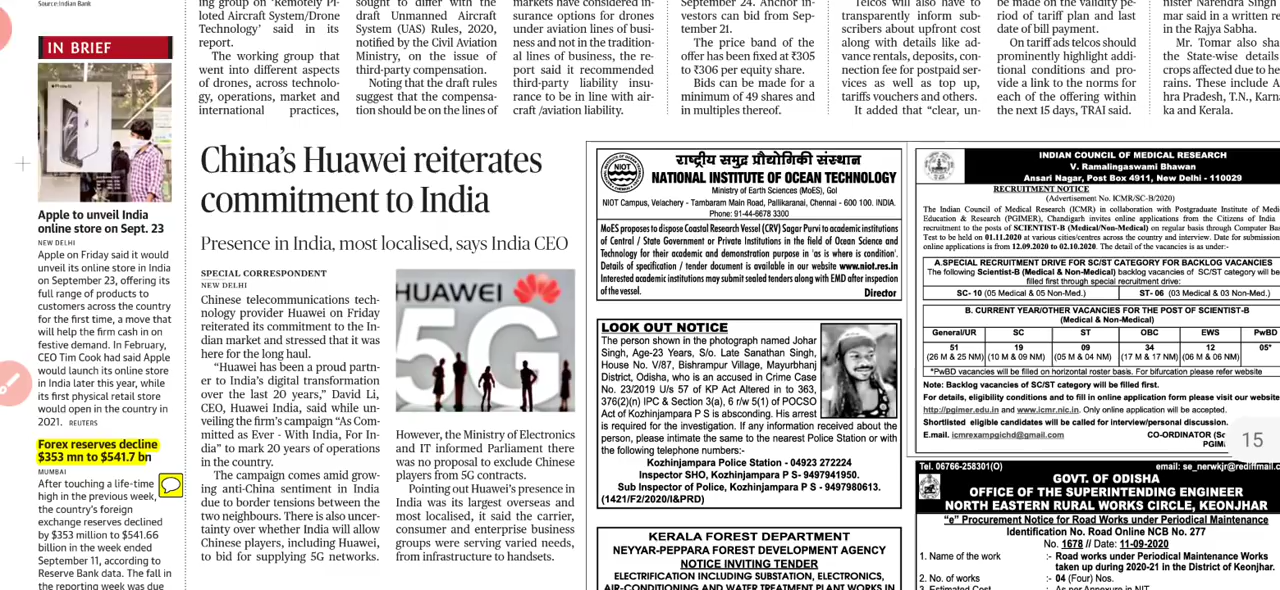 Source:Indian Bank
IN BRIEF
Apple to unveil India
online store on Sept. 23
NEW DELHI
Apple on Friday said it would
unveil its online store in India
on September 23, offering its
full range of products to
customers across the country
for the first time, a move that
will help the firm cash in on
festive demand. In February,
CEO Tim Cook had said Apple
would launch its online store
in India later this year, while
its first physical retail store
would open in the country in
2021. REUTERS
Forex reserves decline
$353 mn to $541.7 bn
MUMBAI
After touching a life-time
high in the previous week,
the country's foreign
exchange reserves declined
by $353 million to $541.66
billion in the week ended
September 11, according to
Reserve Bank data. The fall in
the reporting week was due
ing group on 'Remotely Pi-
loted Aircraft System/Drone
Technology' said in its
report.
The working group that
went into different aspects
of drones, across technolo-
gy, operations, market and
international practices,
sought to differ with the
draft Unmanned Aircraft
System (UAS) Rules, 2020,
notified by the Civil Aviation
Ministry, on the issue of
third-party compensation.
Noting that the draft rules
suggest that the compensa-
tion should be on the lines of
markets have considered in-
surance options for drones
under aviation lines of busi-
ness and not in the tradition-
al lines of business, the re-
port said it recommended
third-party liability insu-
rance to be in line with air-
craft /aviation liability.
September 24. Anchor in-
vestors can bid from Sep-
tember 21.
The price band of the
offer has been fixed at ₹305
to ₹306 per equity share.
Bids can be made for a
minimum of 49 shares and
in multiples thereof.
Telcos will also have to
transparently inform sub-
scribers about upfront cost
along with details like ad-
vance rentals, deposits, con-
nection fee for postpaid ser-
vices as well as top up,
tariffs vouchers and others.
It added that "clear, un-
be made on the validity pe-
riod of tariff plan and last
date of bill payment.
On tariff ads telcos should
prominently highlight addi-
tional conditions and pro-
vide a link to the norms for
each of the offering within
the next 15 days, TRAI said.
nister Narendra Singh
mar said in a written re
in the Rajya Sabha.
Mr. Tomar also sha
the State-wise details
crops affected due to he
rains. These include A
hra Pradesh, T.N., Karn
ka and Kerala.
China's Huawei reiterates
commitment to India
Presence in India, most localised, says India CEO
SPECIAL CORRESPONDENT
NEW DELHI
Chinese telecommunications tech-
nology provider Huawei on Friday
reiterated its commitment to the In-
dian market and stressed that it was
here for the long haul.
"Huawei has been a proud partn-
er to India's digital transformation
over the last 20 years," David Li,
CEO, Huawei India, said while un-
veiling the firm's campaign "As Com-
mitted as Ever - With India, For In-
dia" to mark 20 years of operations
in the country.
The campaign comes amid grow-
ing anti-China sentiment in India
due to border tensions between the
two neighbours. There is also uncer-
tainty over whether India will allow
Chinese players, including Huawei,
to bid for supplying 5G networks.
HUAWEI
5G
However, the Ministry of Electronics
and IT informed Parliament there
was no proposal to exclude Chinese
players from 5G contracts.
Pointing out Huawei's presence in
India was its largest overseas and
most localised, it said the carrier,
consumer and enterprise business
groups were serving varied needs,
from infrastructure to handsets.
NIOT
राष्ट्रीय समुद्र प्रौद्योगिकी संस्थान
NATIONAL INSTITUTE OF OCEAN TECHNOLOGY
Ministry of Earth Sciences (MoES), GoI
NIOT Campus, Velachery - Tambaram Main Road, Pallikaranai, Chennai - 600 100. INDIA.
Phone: 91-44-6678 3300
MoES proposes to dispose Coastal Research Vessel (CRV) Sagar Purvi to academic institutions
of Central / State Government or Private Institutions in the field of Ocean Science and
Technology for their academic and demonstration purpose in 'as is where is condition'.
Details of specification / tender document is available in our website www.niot.res.in
Interested academic institutions may submit sealed tenders along with EMD after inspection
of the vessel.
Director
LOOK OUT NOTICE
The person shown in the photograph named Johar
Singh, Age-23 Years, S/o. Late Sanathan Singh,
House No. V/87, Bishrampur Village, Mayurbhanj
District, Odisha, who is an accused in Crime Case
No. 23/2019 U/s 57 of KP Act Altered in to 363,
376(2)(n) IPC & Section 3(a), 6 r/w 5(1) of POCSO
Act of Kozhinjampara P S is absconding. His arrest
is required for the investigation. If any information received about the
person, please intimate the same to the nearest Police Station or with
the following telephone numbers:-
Kozhinjampara Police Station - 04923 272224
Inspector SHO, Kozhinjampara P S- 9497941950.
Sub Inspector of Police, Kozhinjampara P S - 9497980613.
(1421/F2/2020/I&PRD)
KERALA FOREST DEPARTMENT
NEYYAR-PEPPARA FOREST DEVELOPMENT AGENCY
NOTICE INVITING TENDER
ELECTRIFICATION INCLUDING SUBSTATION, ELECTRONICS,
AIR-CONDITIONING AND WATER TREATMENT PLANT WORKS IN
INDIAN COUNCIL OF MEDICAL RESEARCH
V. Ramalingaswami Bhawan
Ansari Nagar, Post Box 4911, New Delhi - 110029
RECRUITMENT NOTICE
(Advertisement No. ICMR/SC-B/2020)
The Indian Council of Medical Research (ICMR) in collaboration with Postgraduate Institute of Medi
Education & Research (PGIMER), Chandigarh invites online applications from the Citizens of India
recruitment to the posts of SCIENTIST-B (Medical/Non-Medical) on regular basis through Computer Bas
Test to be held on 01.11.2020 at various cities/centres across the country and interview. Date for submission
online applications is from 12.09.2020 to 02.10.2020. The detail of the vacancies is as under:-
A.SPECIAL RECRUITMENT DRIVE FOR SC/ST CATEGORY FOR BACKLOG VACANCIES
The following Scientist-B (Medical & Non-Medical) backlog vacancies of SC/ST category will be
filled first through special recruitment drive:
SC- 10 (05 Medical & 05 Non-Med.) ST- 06 (03 Medical & 03 Non-Med.)
B. CURRENT YEAR/OTHER VACANCIES FOR THE POST OF SCIENTIST-B
(Medical & Non-Medical)
General/UR SC ST OBC EWS PwBD
51 19 09 34 12 05*
(26 M & 25 NM) (10 M & 09 NM) (05 M & 04 NM) (17 M & 17 NM) (06 M & 06 NM)
*PwBD vacancies will be filled on horizontal roster basis. For bifurcation please refer website
Note: Backlog vacancies of SC/ST category will be filled first.
For details, eligibility conditions and to fill in online application form please visit our website
http://pgimer.edu.in and www.icmr.nic.in. Only online application will be accepted.
Shortlisted eligible candidates will be called for interview/personal discussion.
E.mail. icmrexampgichd@gmail.com CO-ORDINATOR (Sc
PGIM
15
Tel. 06766-258301(O) email: se_nerwkjr@rediffmail.c
GOVT. OF ODISHA
OFFICE OF THE SUPERINTENDING ENGINEER
NORTH EASTERN RURAL WORKS CIRCLE, KEONJHAR
"e" Procurement Notice for Road Works under Periodical Maintenance
Identification No. Road Online NCB No. 277
No. 1678 // Date: 11-09-2020
1. Name of the work :- Road works under Periodical Maintenance Works
taken up during 2020-21 in the District of Keonjhar.
2. No. of works :- 04 (Four) Nos.
3. Estimated Cost :- As per Annexure in NIT